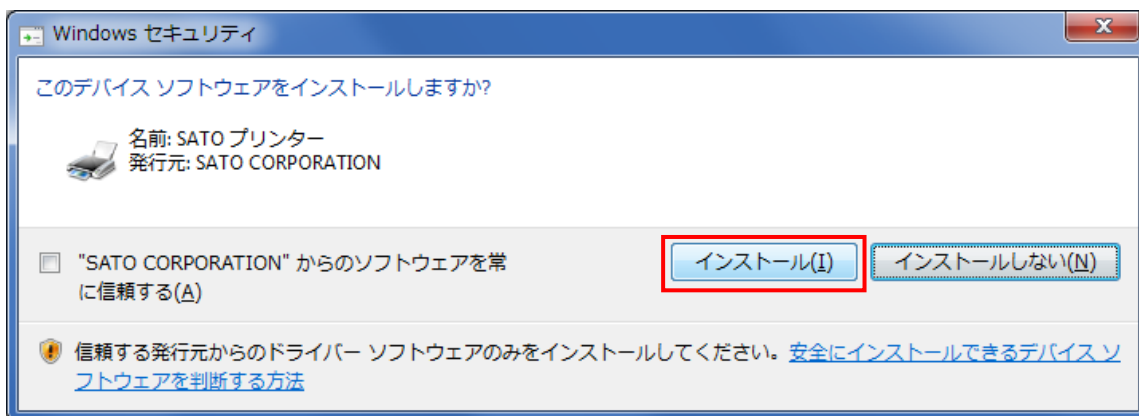 Windows セキュリティ
このデバイス ソフトウェアをインストールしますか?
名前: SATO プリンター
発行元: SATO CORPORATION
"SATO CORPORATION" からのソフトウェアを常
に信頼する(A)
インストール(I)
インストールしない(N)
信頼する発行元からのドライバー ソフトウェアのみをインストールしてください。安全にインストールできるデバイス ソ
フトウェアを判断する方法